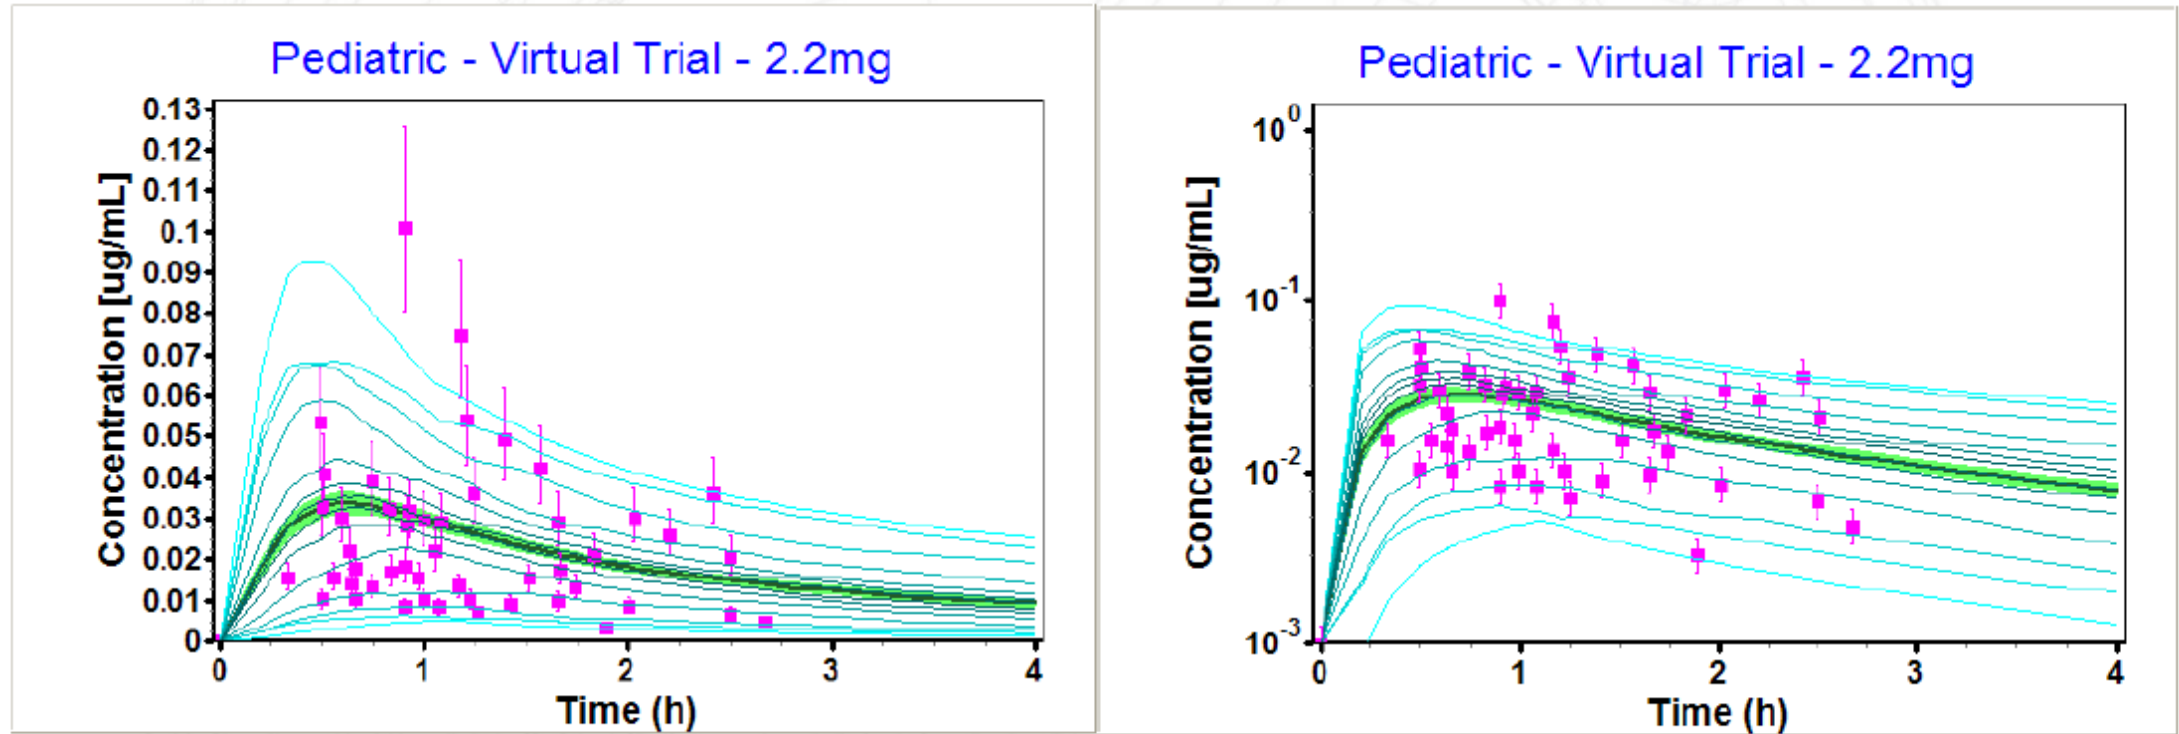 Pediatric - Virtual Trial - 2.2mg
0.13
0.12
0.11
0.1
0.09
0.08
0.07
0.06
0.05
0.04
0.03
0.02
0.01
0
Concentration [ug/mL]
0 1 2 3 4
Time (h)
Pediatric - Virtual Trial - 2.2mg
10^0
10^-1
10^-2
10^-3
Concentration [ug/mL]
0 1 2 3 4
Time (h)